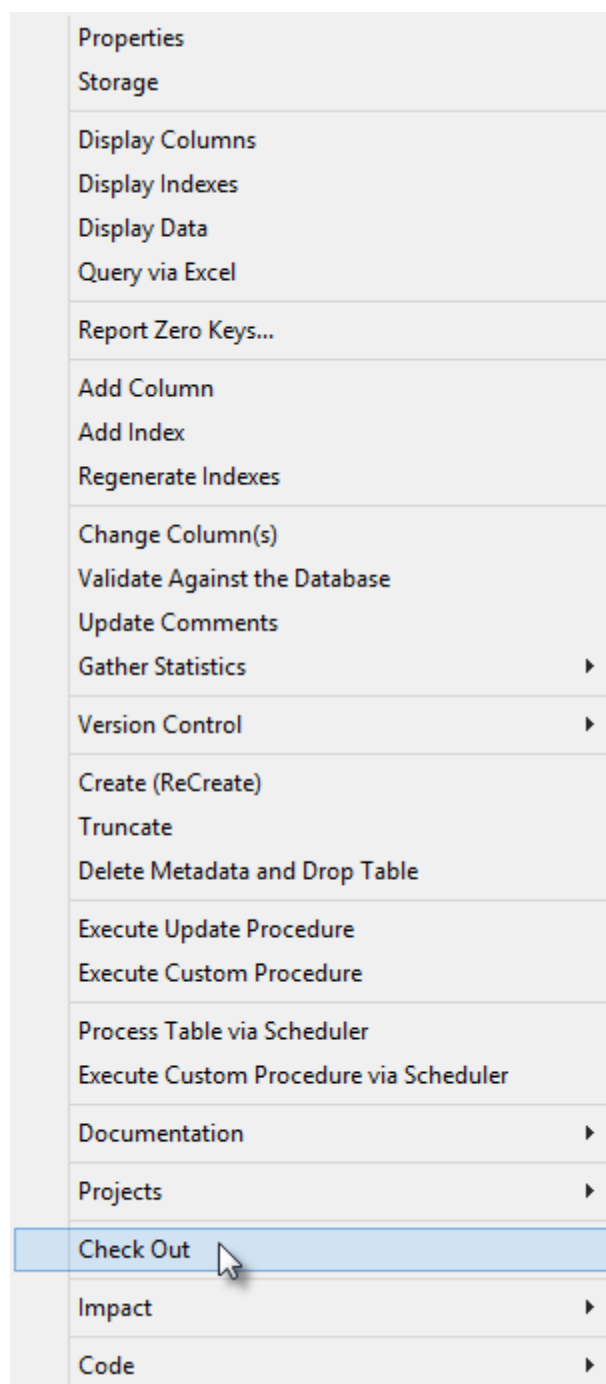 Properties
Storage
Display Columns
Display Indexes
Display Data
Query via Excel
Report Zero Keys...
Add Column
Add Index
Regenerate Indexes
Change Column(s)
Validate Against the Database
Update Comments
Gather Statistics
Version Control
Create (ReCreate)
Truncate
Delete Metadata and Drop Table
Execute Update Procedure
Execute Custom Procedure
Process Table via Scheduler
Execute Custom Procedure via Scheduler
Documentation
Projects
Check Out
Impact
Code